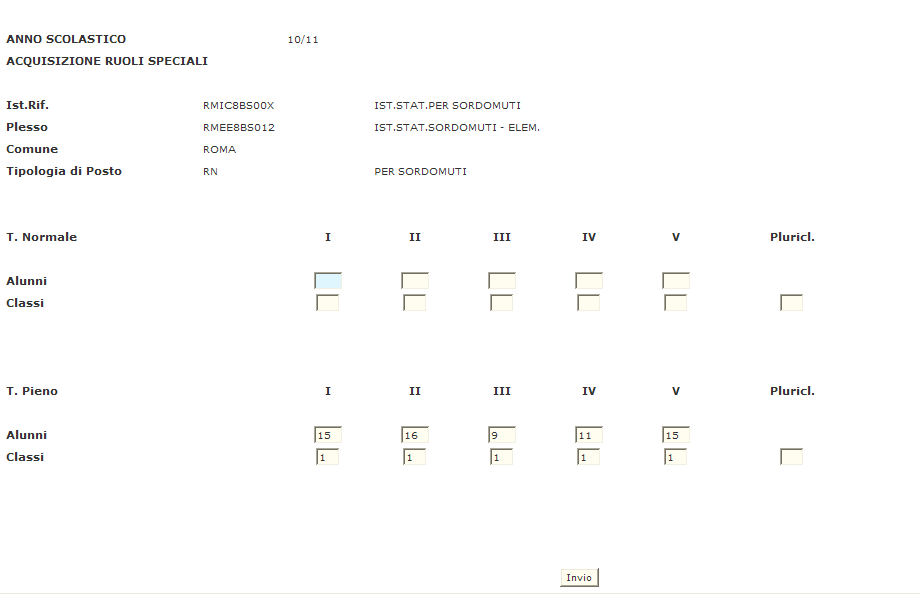 ANNO SCOLASTICO 10/11
ACQUISIZIONE RUOLI SPECIALI
Ist.Rif. RMIC8BS00X IST.STAT.PER SORDOMUTI
Plesso RMEE8BS012 IST.STAT.SORDOMUTI - ELEM.
Comune ROMA
Tipologia di Posto RN PER SORDOMUTI
T. Normale I II III IV V Pluricl.
Alunni
Classi
T. Pieno I II III IV V Pluricl.
Alunni 15 16 9 11 15
Classi 1 1 1 1 1
Invio